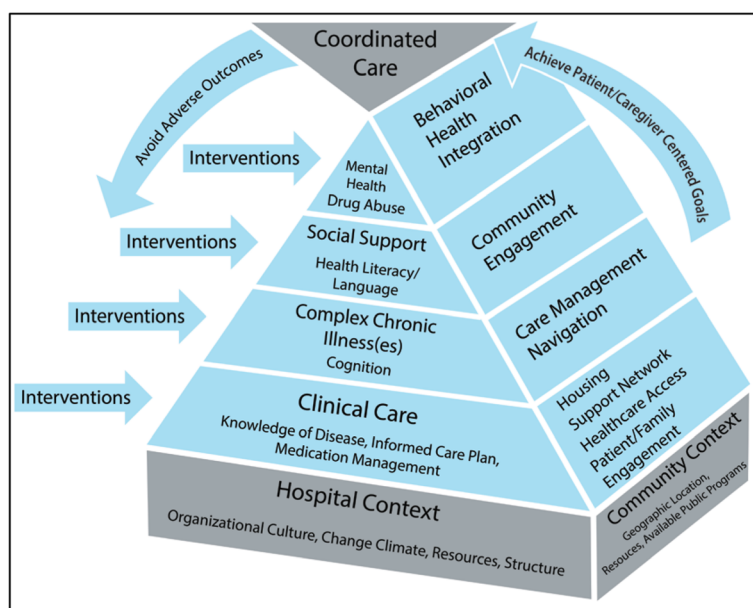 Coordinated
Care
Avoid Adverse Outcomes
Achieve Patient/Caregiver Centered Goals
Behavioral
Health
Integration
Interventions
Mental
Health
Drug Abuse
Community
Engagement
Interventions
Social Support
Health Literacy/
Language
Care Management
Navigation
Interventions
Complex Chronic
Illness(es)
Cognition
Housing
Support Network
Healthcare Access
Patient/Family
Engagement
Interventions
Clinical Care
Knowledge of Disease, Informed Care Plan,
Medication Management
Hospital Context
Organizational Culture, Change Climate, Resources, Structure
Community Context
Geographic Location,
Resouces, Available Public Programs